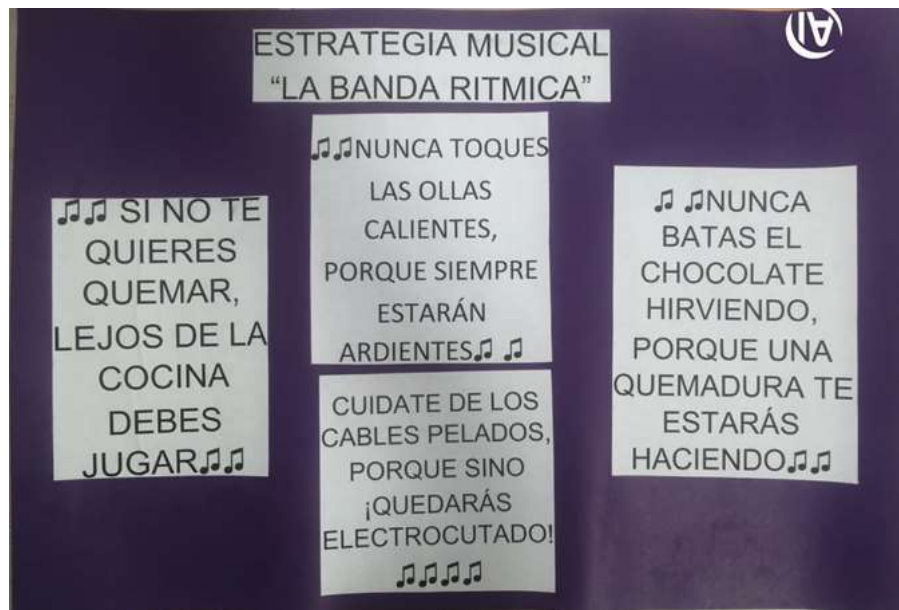 ESTRATEGIA MUSICAL
“LA BANDA RITMICA”
♫♫ SI NO TE
QUIERES
QUEMAR,
LEJOS DE LA
COCINA
DEBES
JUGAR♫♫
♫♫NUNCA TOQUES
LAS OLLAS
CALIENTES,
PORQUE SIEMPRE
ESTARÁN
ARDIENTES♫ ♫
CUIDATE DE LOS
CABLES PELADOS,
PORQUE SINO
¡QUEDARÁS
ELECTROCUTADO!
♫♫♫♫
♫ ♫NUNCA
BATAS EL
CHOCOLATE
HIRVIENDO,
PORQUE UNA
QUEMADURA TE
ESTARÁS
HACIENDO♫♫